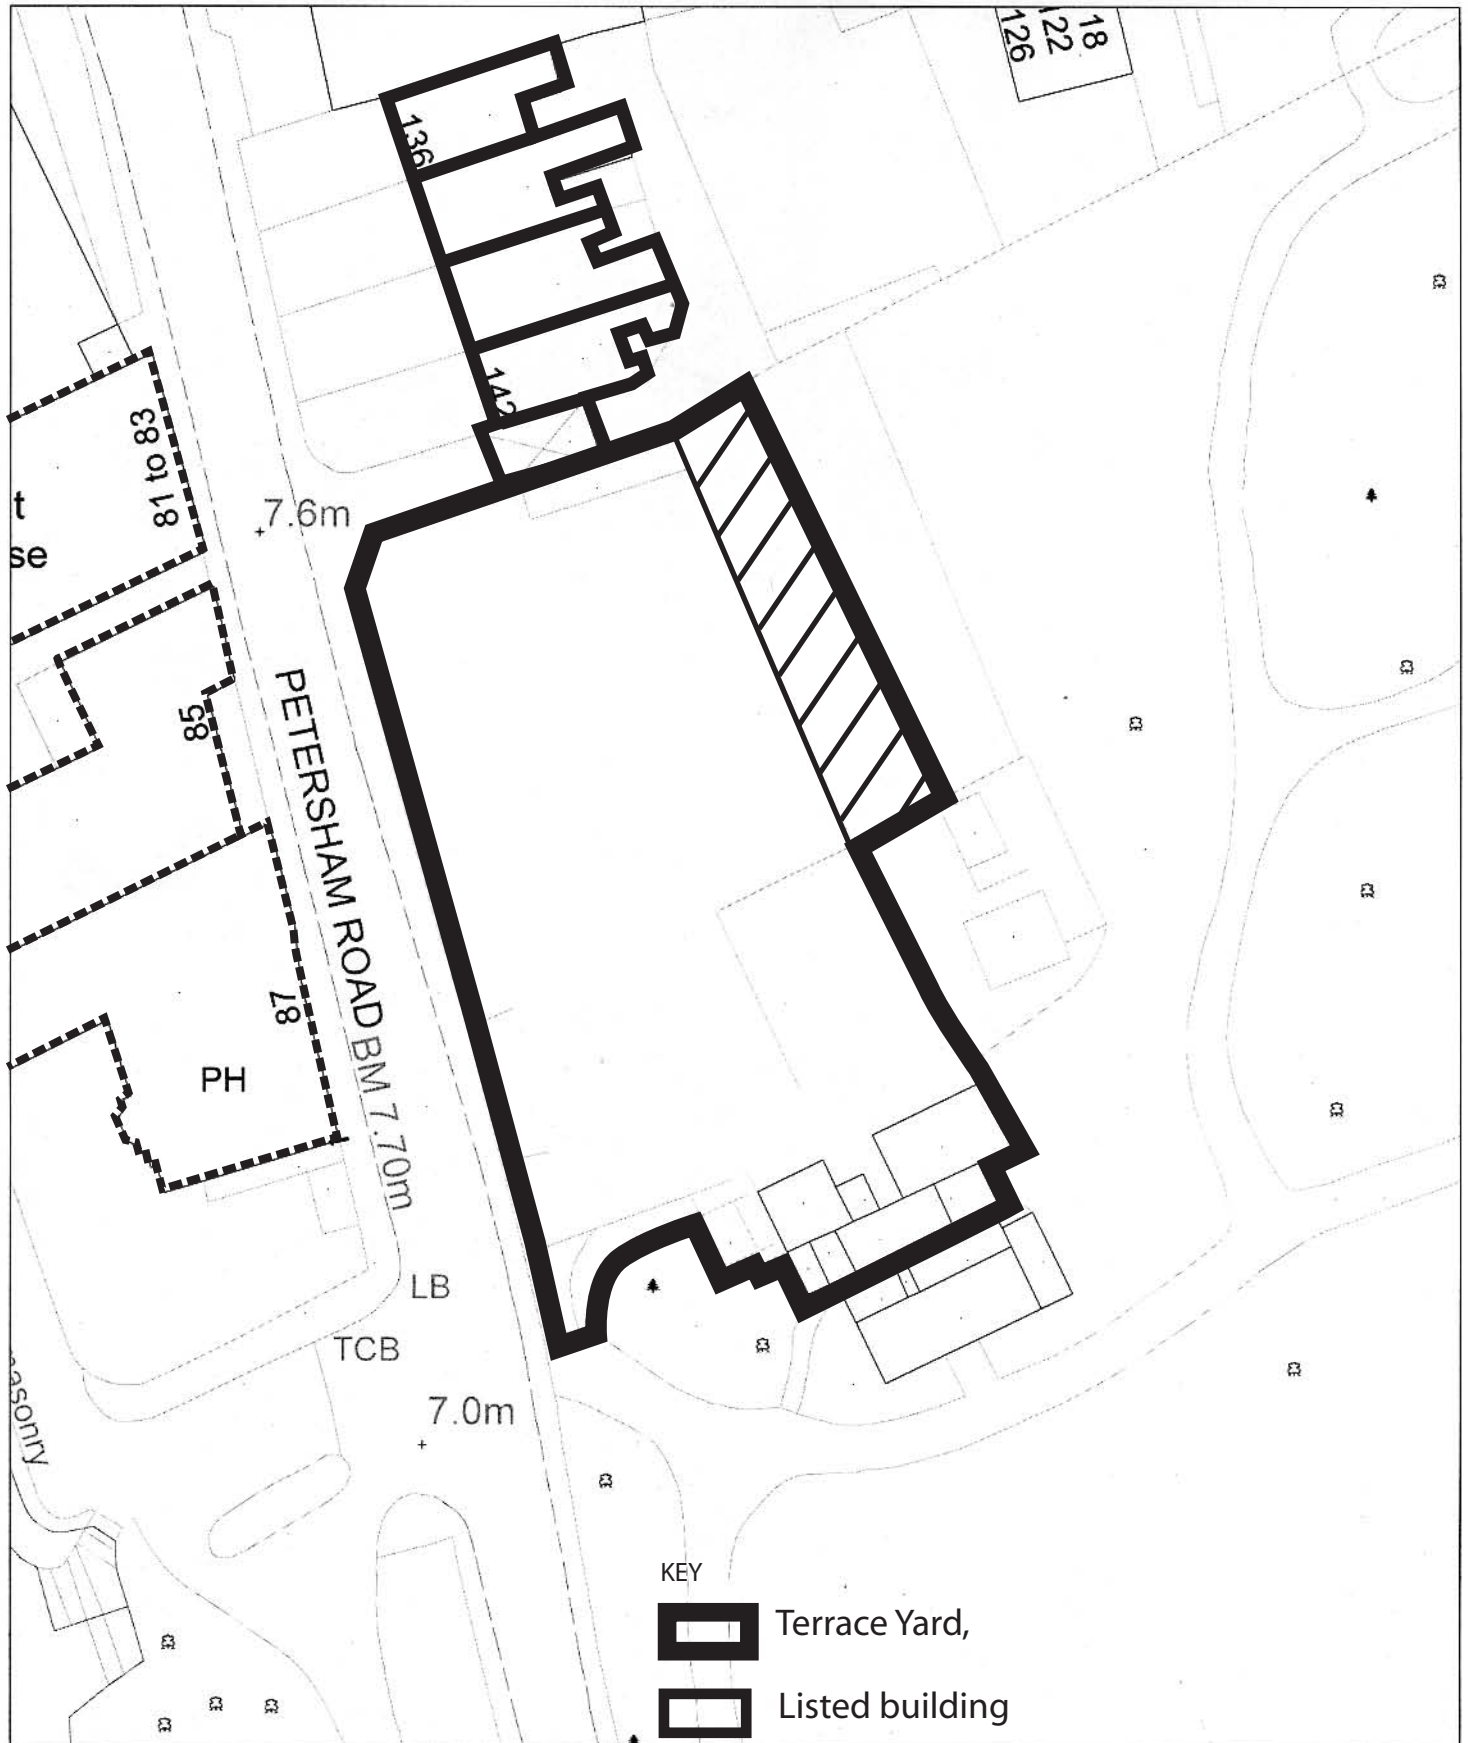 18
122
126
136
142
81 to 83
t
se
7.6m
85
PETERSHAM ROAD
87
BM 7.70m
PH
LB
TCB
7.0m
asonry
KEY
Terrace Yard,
Listed building